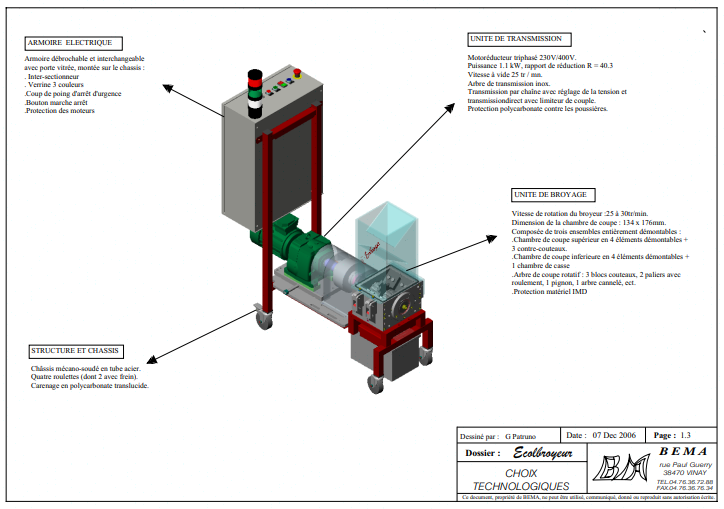 ARMOIRE ELECTRIQUE
Armoire débrochable et interchangeable
avec porte vitrée, montée sur le chassis :
. Inter-sectionneur
. Verrine 3 couleurs
.Coup de poing d'arrêt d'urgence
.Bouton marche arrêt
.Protection des moteurs
UNITE DE TRANSMISSION
Motoréducteur triphasé 230V/400V.
Puissance 1.1 kW, rapport de réduction R = 40.3
Vitesse à vide 25 tr / mn.
Arbre de transmission inox.
Transmission par chaîne avec réglage de la tension et
transmissiondirect avec limiteur de couple.
Protection polycarbonate contre les poussières.
UNITE DE BROYAGE
Vitesse de rotation du broyeur :25 à 30tr/min.
Dimension de la chambre de coupe : 134 x 176mm.
Composée de trois ensembles entiérement démontables :
.Chambre de coupe supérieur en 4 éléments démontables +
3 contre-couteaux.
.Chambre de coupe inferieure en 4 éléments démontables +
1 chambre de casse
.Arbre de coupe rotatif : 3 blocs couteaux, 2 paliers avec
roulement, 1 pignon, 1 arbre cannelé, ect.
.Protection matériel IMD
STRUCTURE ET CHASSIS
Châssis mécano-soudé en tube acier.
Quatre roulettes (dont 2 avec frein).
Carenage en polycarbonate translucide.
Dessiné par : G Patruno
Date : 07 Dec 2006
Page : 1.3
Dossier : Ecolbroyeur
CHOIX
TECHNOLOGIQUES
BEMA
rue Paul Guerry
38470 VINAY
TEL.04.76.36.72.88
FAX.04.76.36.76.34
Ce document, propriété de BEMA, ne peut être utilisé, communiqué, donné ou reproduit sans autorisation écrite